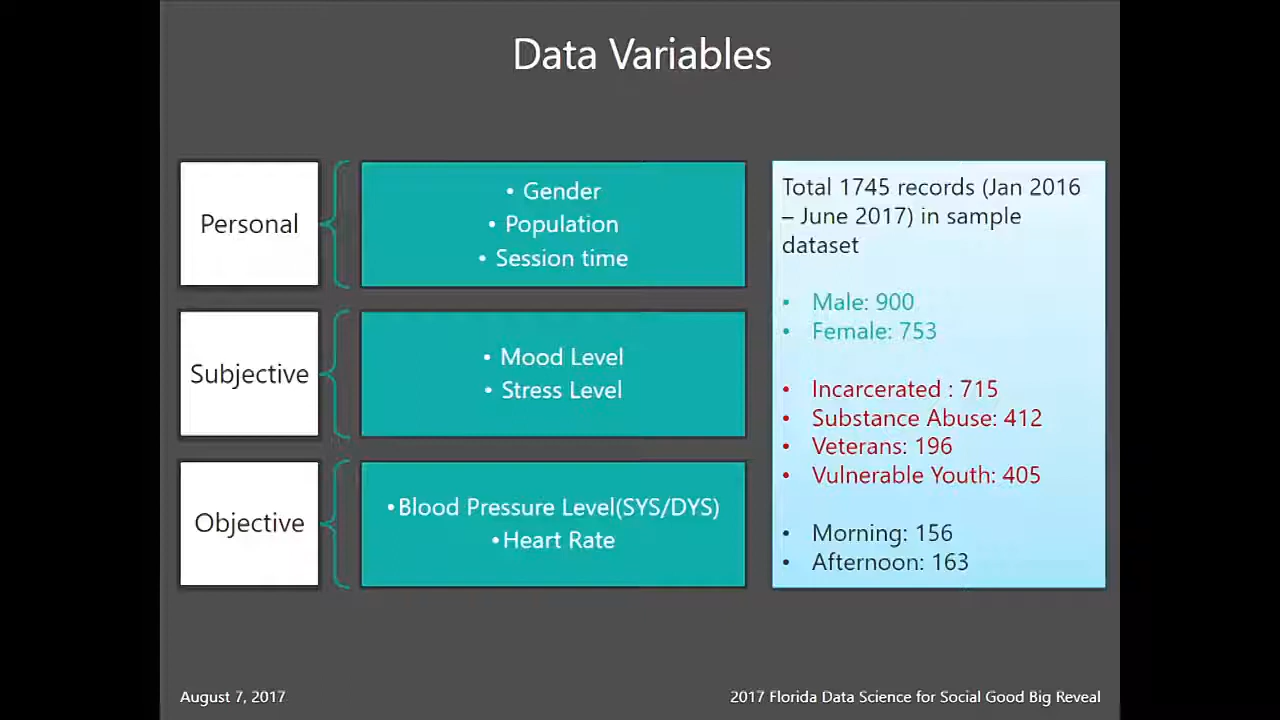 Data Variables
Personal
• Gender
• Population
• Session time
Subjective
• Mood Level
• Stress Level
Objective
•Blood Pressure Level(SYS/DYS)
•Heart Rate
Total 1745 records (Jan 2016
– June 2017) in sample
dataset
• Male: 900
• Female: 753
• Incarcerated : 715
• Substance Abuse: 412
• Veterans: 196
• Vulnerable Youth: 405
• Morning: 156
• Afternoon: 163
August 7, 2017
2017 Florida Data Science for Social Good Big Reveal